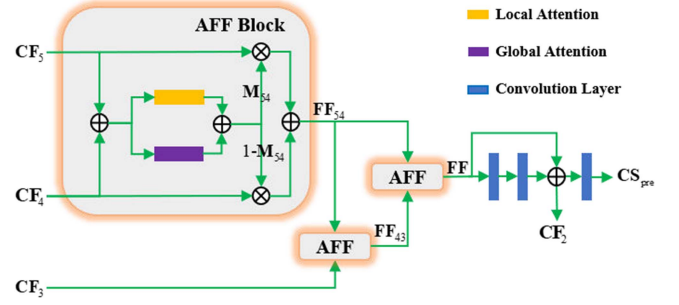 AFF Block
CF5
M54
1-M54
CF4
FF54
AFF
FF
AFF
FF43
CF3
Local Attention
Global Attention
Convolution Layer
CSpre
CF2